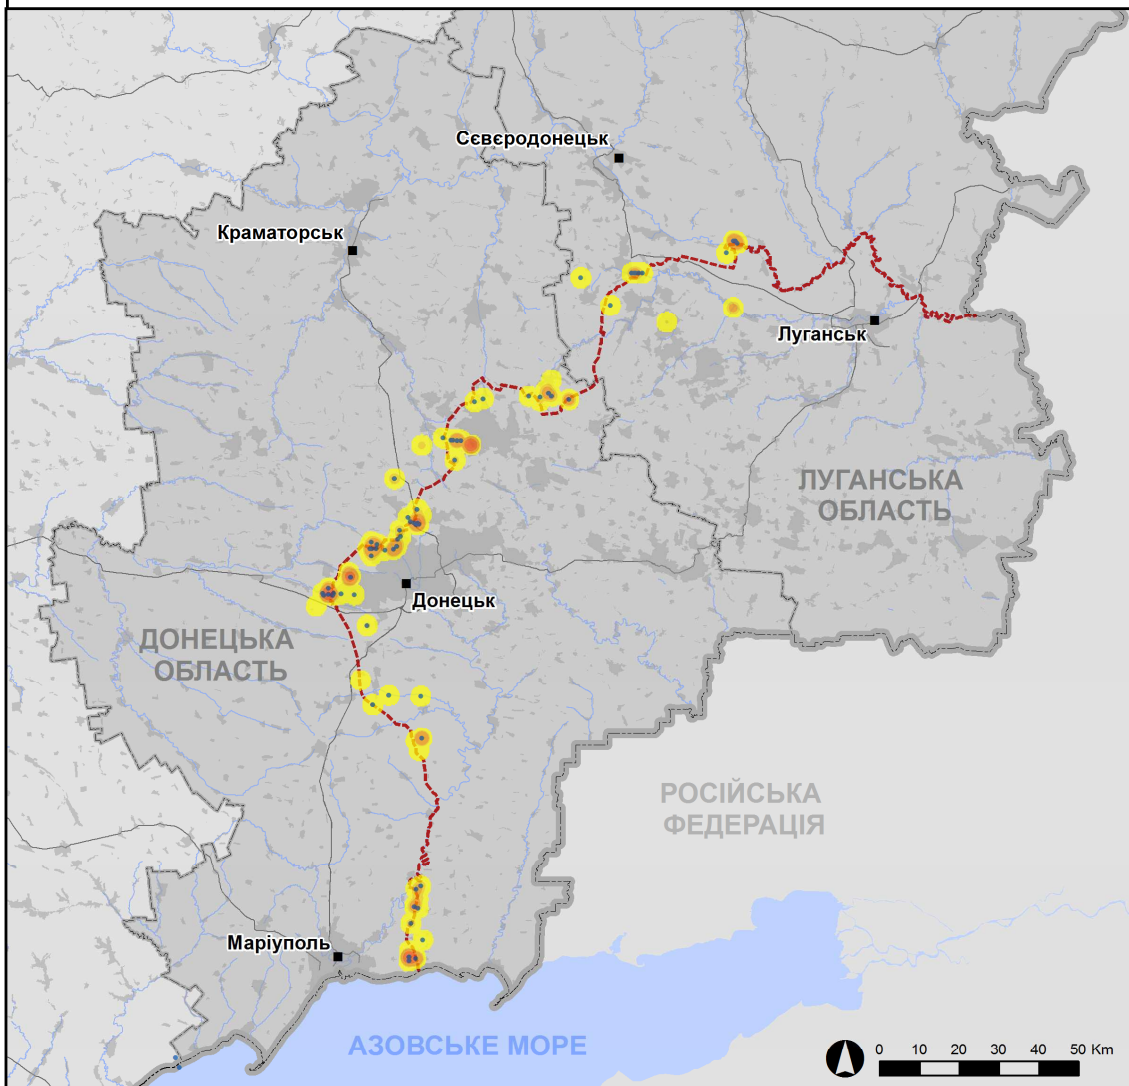 Сєвєродонецьк
Краматорськ
Луганськ
ЛУГАНСЬКА
ОБЛАСТЬ
Донецьк
ДОНЕЦЬКА
ОБЛАСТЬ
РОСІЙСЬКА
ФЕДЕРАЦІЯ
Маріуполь
АЗОВСЬКЕ МОРЕ
0 10 20 30 40 50 Km